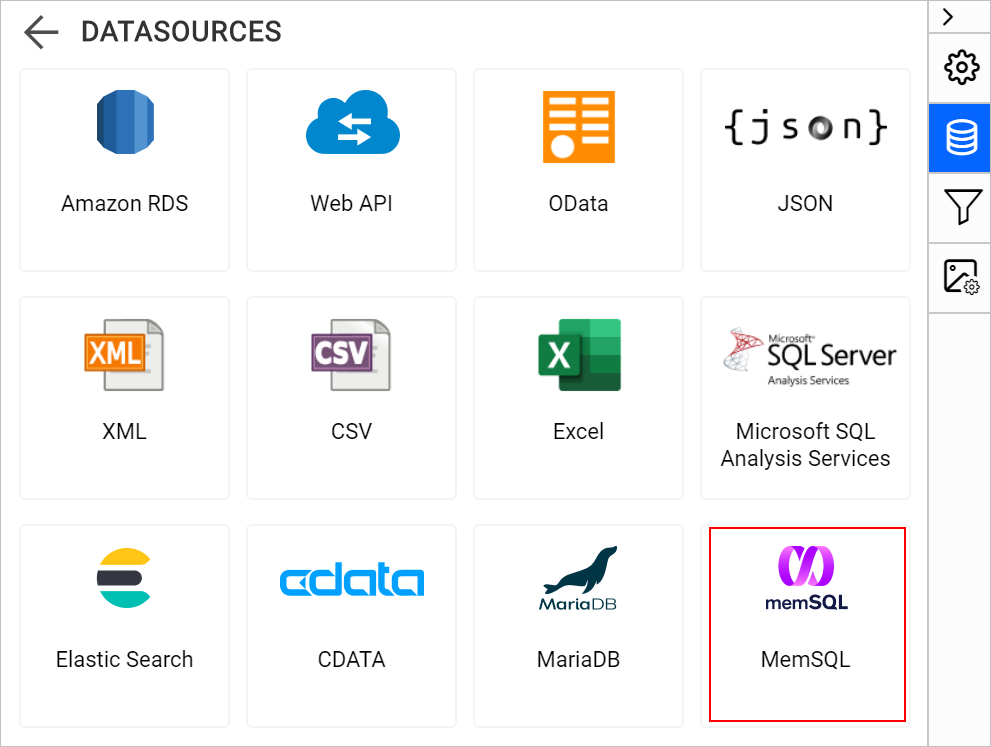 DATASOURCES
Amazon RDS
Web API
OData
{json}
JSON
XML
XML
CSV
CSV
X
Excel
Microsoft®
SQL Server
Analysis Services
Microsoft SQL
Analysis Services
Elastic Search
cdata
CDATA
MariaDB
MariaDB
memSQL
MemSQL